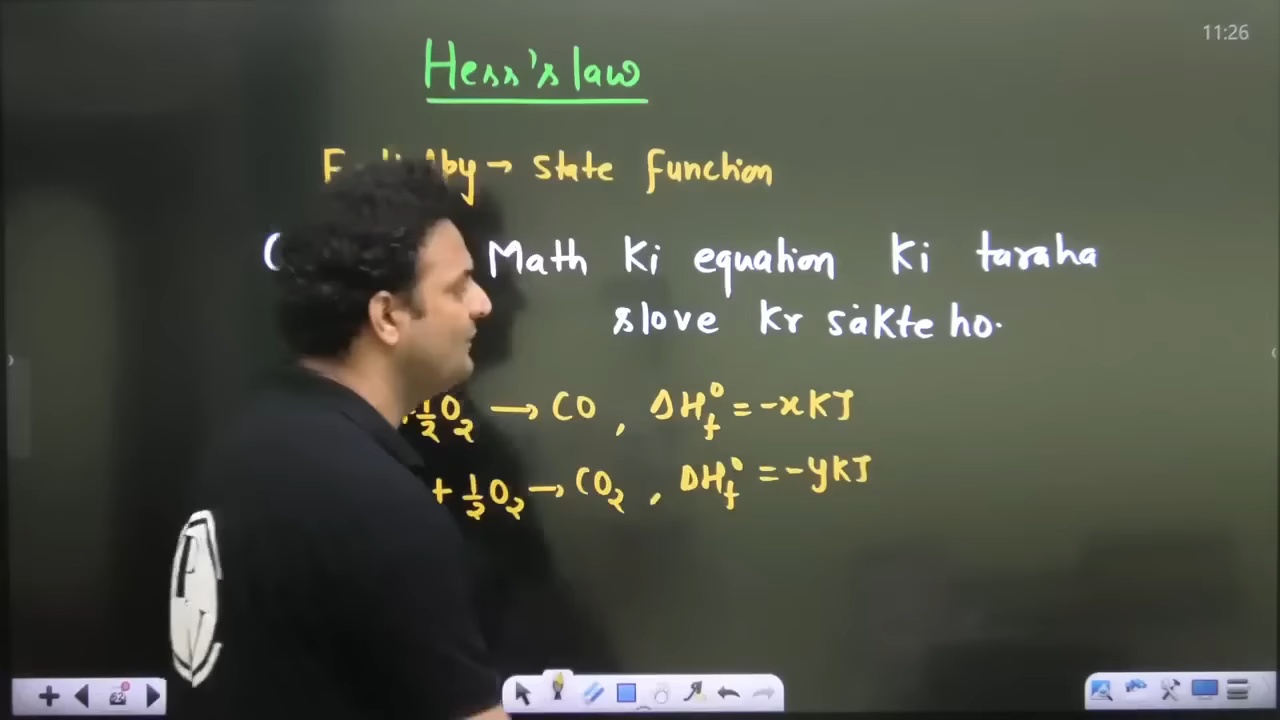 11:26
Hess's law
→ state function
Math Ki equation Ki taraha
slove kr sakte ho.
½O₂ → CO , ΔH°f = -x KJ
+ ½O₂ → CO₂ , ΔH°f = -y KJ
62